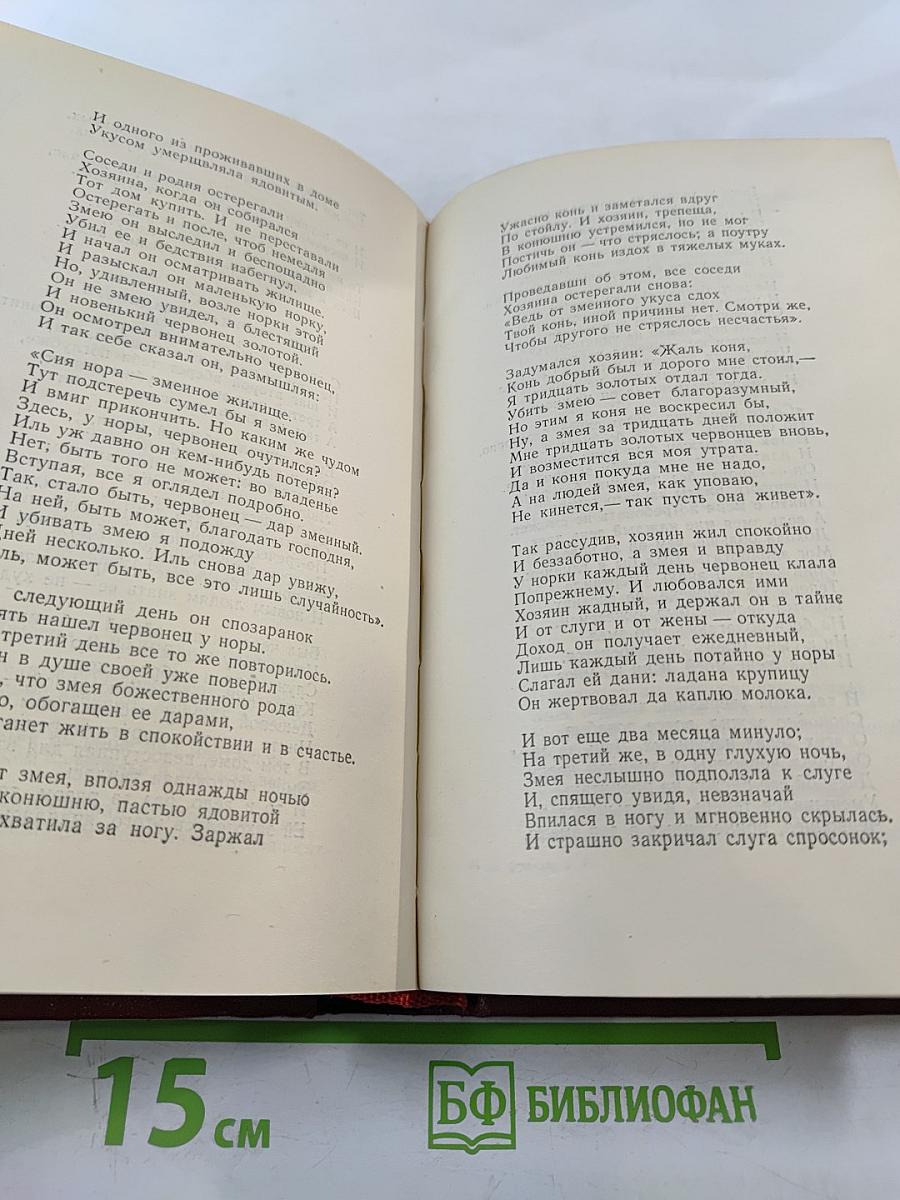 И одного из проживавших в доме
Укусом умерщвляла ядовитым.
Соседи и родня остерегали
Хозяина, когда он собирался
Тот дом купить. И не переставали
Остерегать и после, чтоб немедля
Змею он выследил и беспощадно
Убил ее и бедствия избегнул.
И начал он осматривать жилище.
И разыскал он маленькую норку,
Но, удивленный, возле норки этой
Он не змею увидел, а блестящий
И новенький червонец золотой.
Он осмотрел внимательно червонец,
И так себе сказал он, размышляя:
«Сия нора — змеиное жилище.
Тут подстеречь сумел бы я змею
И вмиг прикончить. Но каким же чудом
Здесь, у норы, червонец очутился?
Иль уж давно он кем-нибудь потерян?
Нет, быть того не может: во владенье
Вступая, все я оглядел подробно.
Так, стало быть, червонец — дар змеиный.
На ней, быть может, благодать господня,
И убивать змею я подожду
Дней несколько. Иль снова дар увижу,
ль, может быть, все это лишь случайность».
следующий день он спозаранок
ять нашел червонец у норы.
третий день все то же повторилось.
н в душе своей уже поверил
, что змея божественного рода
о, обогащен ее дарами,
танет жить в спокойствии и в счастье.
т змея, вползя однажды ночью
конюшню, пастью ядовитой
хватила за ногу. Заржал
Ужасно конь и заметался вдруг
По стойлу. И хозяин, трепеща,
В конюшню устремился, но не мог
Постичь он — что стряслось; а поутру
Любимый конь издох в тяжелых муках.
Проведавши об этом, все соседи
Хозяина остерегали снова:
«Ведь от змеиного укуса сдох
Твой конь, иной причины нет. Смотри же,
Чтобы другого не стряслось несчастья».
Задумался хозяин: «Жаль коня,
Конь добрый был и дорого мне стоил,—
Я тридцать золотых отдал тогда.
Убить змею — совет благоразумный,
Но этим я коня не воскресил бы,
Ну, а змея за тридцать дней положит
Мне тридцать золотых червонцев вновь,
И возместится вся моя утрата.
Да и коня покуда мне не надо,
А на людей змея, как уповаю,
Не кинется,— так пусть она живет».
Так рассудив, хозяин жил спокойно
И беззаботно, а змея и вправду
У норки каждый день червонец клала
Попрежнему. И любовался ими
Хозяин жадный, и держал он в тайне
И от слуги и от жены — откуда
Доход он получает ежедневный,
Лишь каждый день потайно у норы
Слагал ей дани: ладана крупицу
Он жертвовал да каплю молока.
И вот еще два месяца минуло;
На третий же, в одну глухую ночь,
Змея неслышно подползла к слуге
И, спящего увидя, невзначай
Впилася в ногу и мгновенно скрылась.
И страшно закричал слуга спросонок;
15 см
БФ БИБЛИОФАН